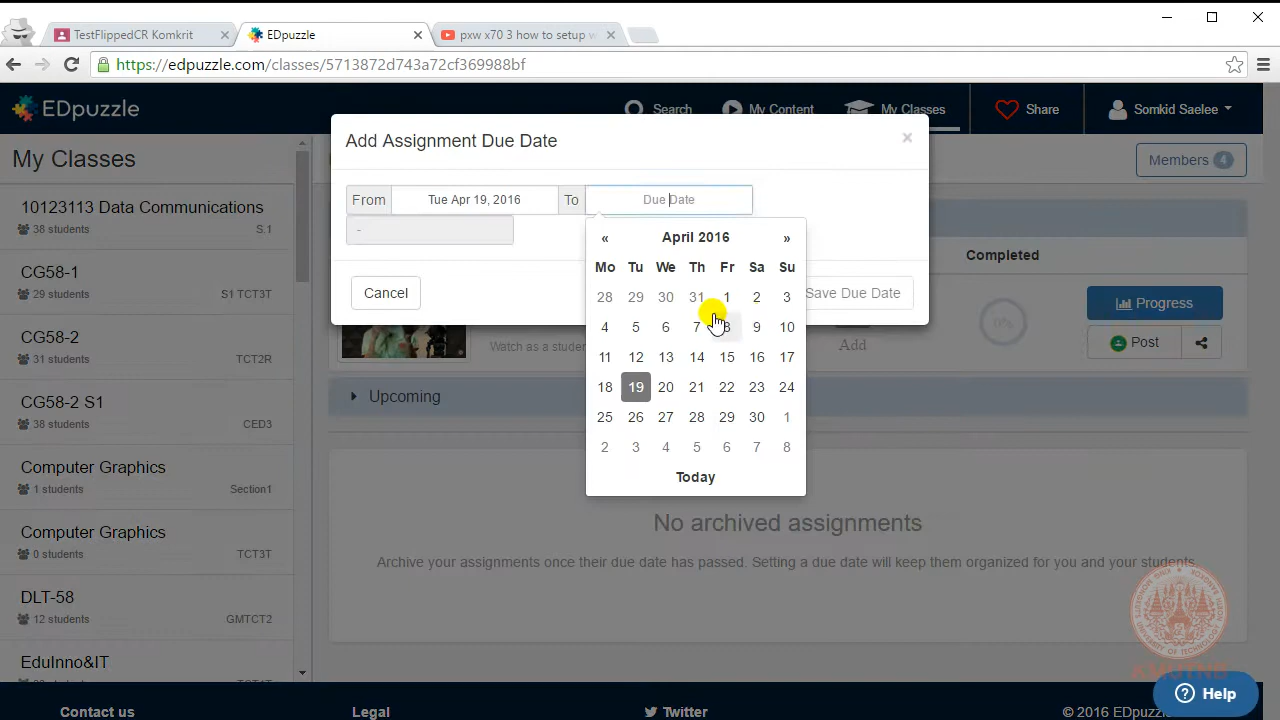 TestFlippedCR Komkrit
EDpuzzle
pxw x70 3 how to setup w
https://edpuzzle.com/classes/5713872d743a72cf369988bf
EDpuzzle
Search
My Content
My Classes
Share
Somkid Saelee
My Classes
Members 4
10123113 Data Communications
38 students S.1
CG58-1
29 students S1 TCT3T
CG58-2
31 students TCT2R
CG58-2 S1
38 students CED3
Computer Graphics
1 students Section1
Computer Graphics
0 students TCT3T
DLT-58
12 students GMTCT2
EduInno&IT
Add Assignment Due Date
×
From Tue Apr 19, 2016 To Due Date
-
Cancel
Save Due Date
« April 2016 »
Mo Tu We Th Fr Sa Su
28 29 30 31 1 2 3
4 5 6 7 8 9 10
11 12 13 14 15 16 17
18 19 20 21 22 23 24
25 26 27 28 29 30 1
2 3 4 5 6 7 8
Today
Completed
0%
Progress
Post
Watch as a studen
Add
Upcoming
No archived assignments
Archive your assignments once their due date has passed. Setting a due date will keep them organized for you and your students.
KMUTNB
Help
Contact us
Legal
Twitter
© 2016 EDpuzzle